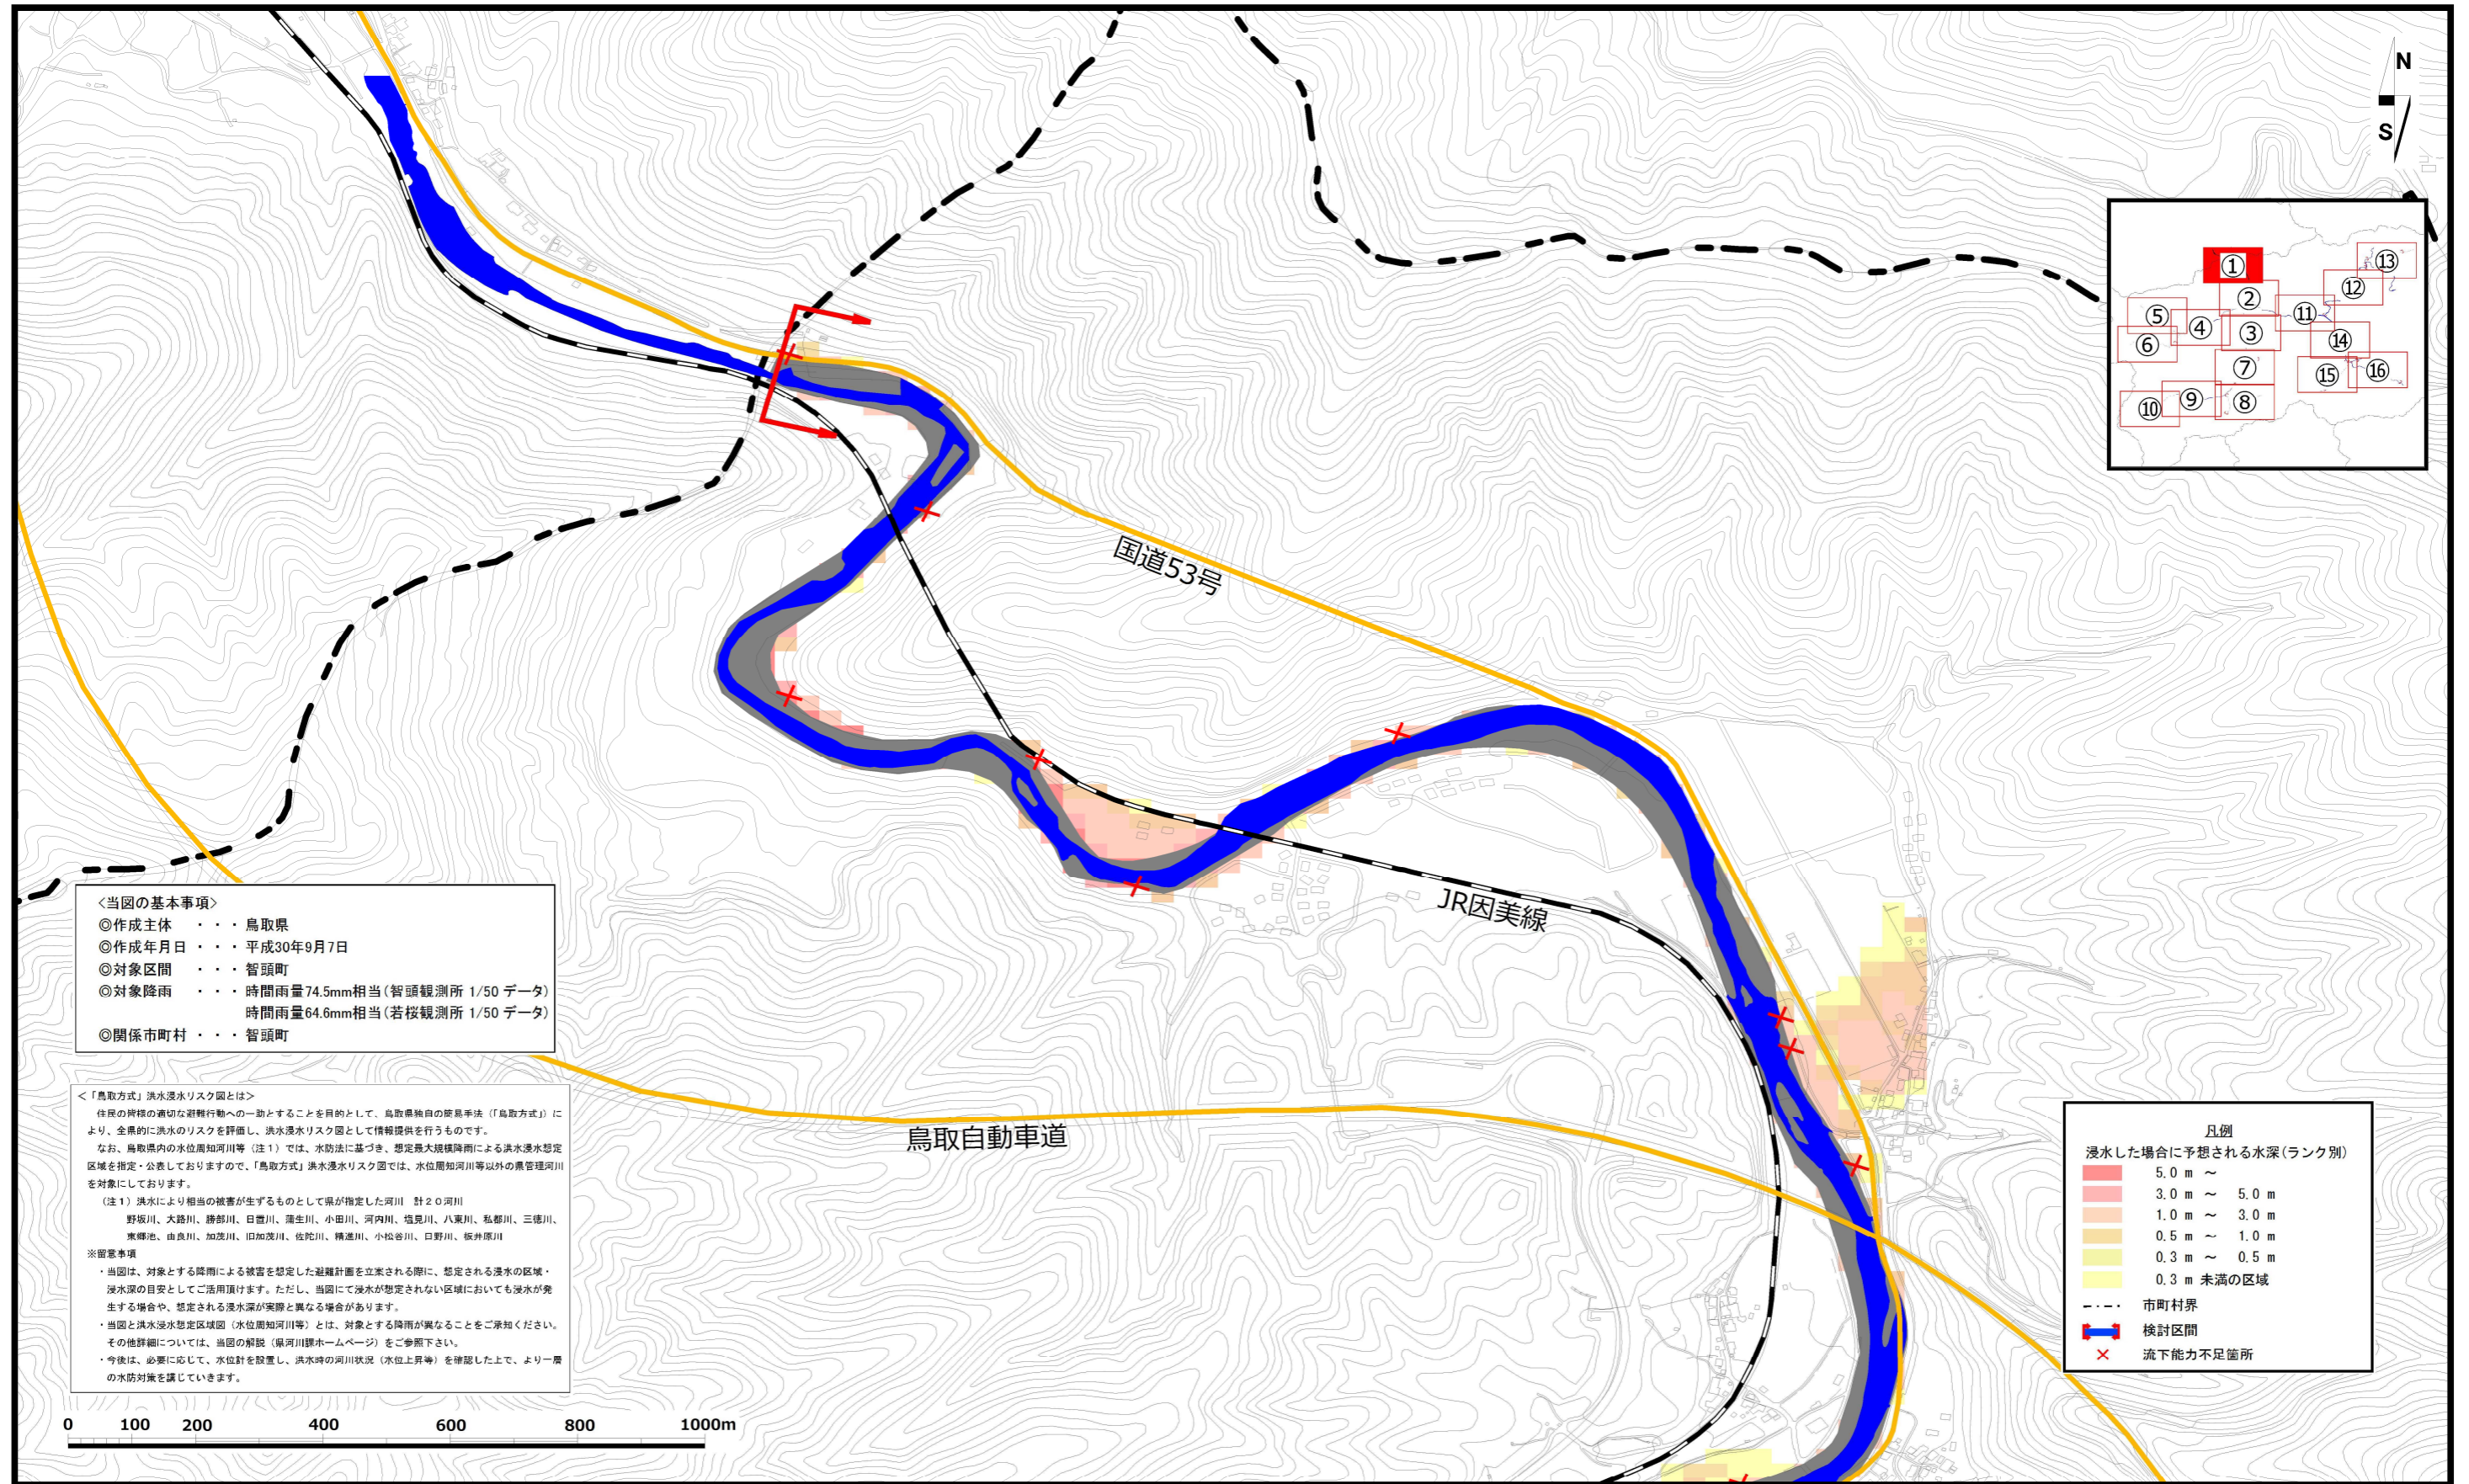 N
S
①
②
③
④
⑤
⑥
⑦
⑧
⑨
⑩
⑪
⑫
⑬
⑭
⑮
⑯
国道53号
JR因美線
鳥取自動車道
<当図の基本事項>
◎作成主体 ・・・ 鳥取県
◎作成年月日 ・・・ 平成30年9月7日
◎対象区間 ・・・ 智頭町
◎対象降雨 ・・・ 時間雨量74.5mm相当(智頭観測所 1/50 データ)
時間雨量64.6mm相当(若桜観測所 1/50 データ)
◎関係市町村 ・・・ 智頭町
<「鳥取方式」洪水浸水リスク図とは>
住民の皆様の適切な避難行動への一助とすることを目的として、鳥取県独自の簡易手法(「鳥取方式」)に
より、全県的に洪水のリスクを評価し、洪水浸水リスク図として情報提供を行うものです。
なお、鳥取県内の水位周知河川等(注1)では、水防法に基づき、想定最大規模降雨による洪水浸水想定
区域を指定・公表しておりますので、「鳥取方式」洪水浸水リスク図では、水位周知河川等以外の県管理河川
を対象にしております。
(注1)洪水により相当の被害が生ずるものとして県が指定した河川 計20河川
野坂川、大路川、勝部川、日置川、蒲生川、小田川、河内川、塩見川、八東川、私都川、三徳川、
東郷池、由良川、加茂川、旧加茂川、佐陀川、精進川、小松谷川、日野川、板井原川
※留意事項
・当図は、対象とする降雨による被害を想定した避難計画を立案される際に、想定される浸水の区域・
浸水深の目安としてご活用頂けます。ただし、当図にて浸水が想定されない区域においても浸水が発
生する場合や、想定される浸水深が実際と異なる場合があります。
・当図と洪水浸水想定区域図(水位周知河川等)とは、対象とする降雨が異なることをご承知ください。
その他詳細については、当図の解説(県河川課ホームページ)をご参照下さい。
・今後は、必要に応じて、水位計を設置し、洪水時の河川状況(水位上昇等)を確認した上で、より一層
の水防対策を講じていきます。
0 100 200 400 600 800 1000m
凡例
浸水した場合に予想される水深(ランク別)
5.0 m ～
3.0 m ～ 5.0 m
1.0 m ～ 3.0 m
0.5 m ～ 1.0 m
0.3 m ～ 0.5 m
0.3 m 未満の区域
市町村界
検討区間
流下能力不足箇所